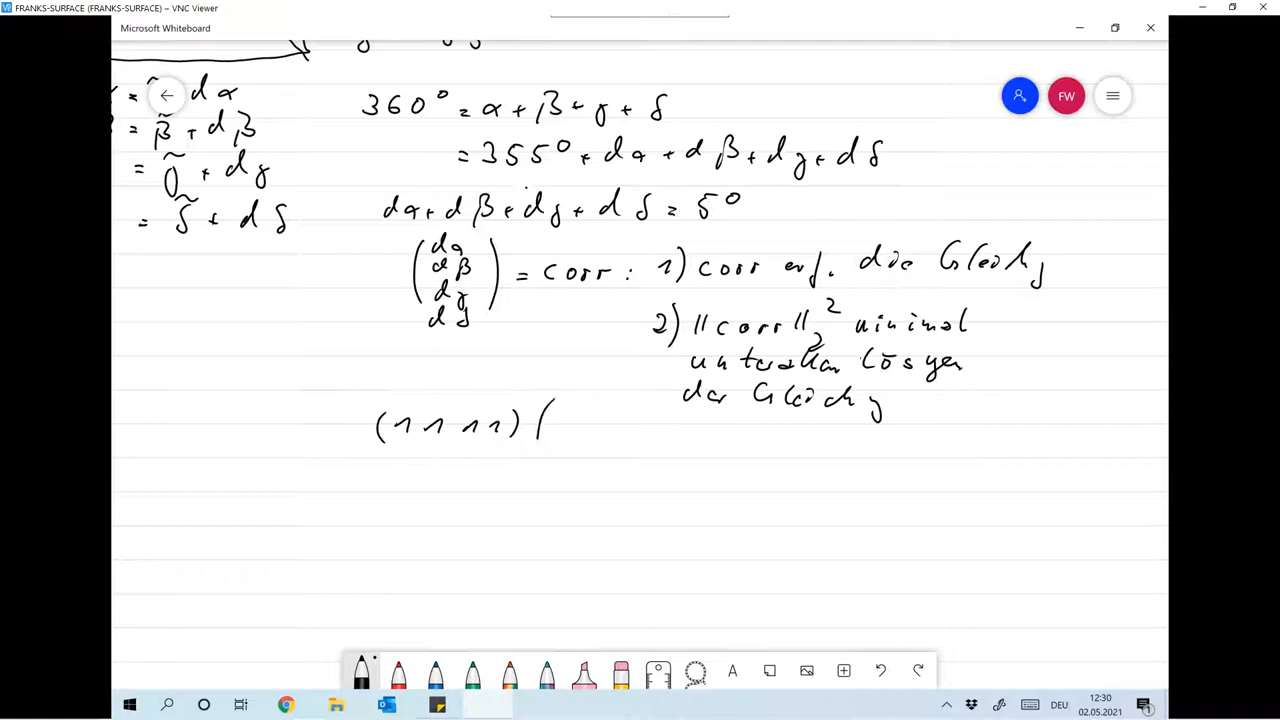 FRANKS-SURFACE (FRANKS-SURFACE) – VNC Viewer
Microsoft Whiteboard
= dα
= β̃ + dβ
= γ̃ + dγ
= δ̃ + dδ
360° = α + β + γ + δ
= 355° + dα + dβ + dγ + dδ
dα + dβ + dγ + dδ = 5°
(dα dβ dγ dδ) = corr : 1) corr erf. die Gleichg
2) ||corr||₂² minimal
unter allen Lösgen
der Gleichg
(1 1 1 1) (
FW
A
DEU
12:30
02.05.2021
1